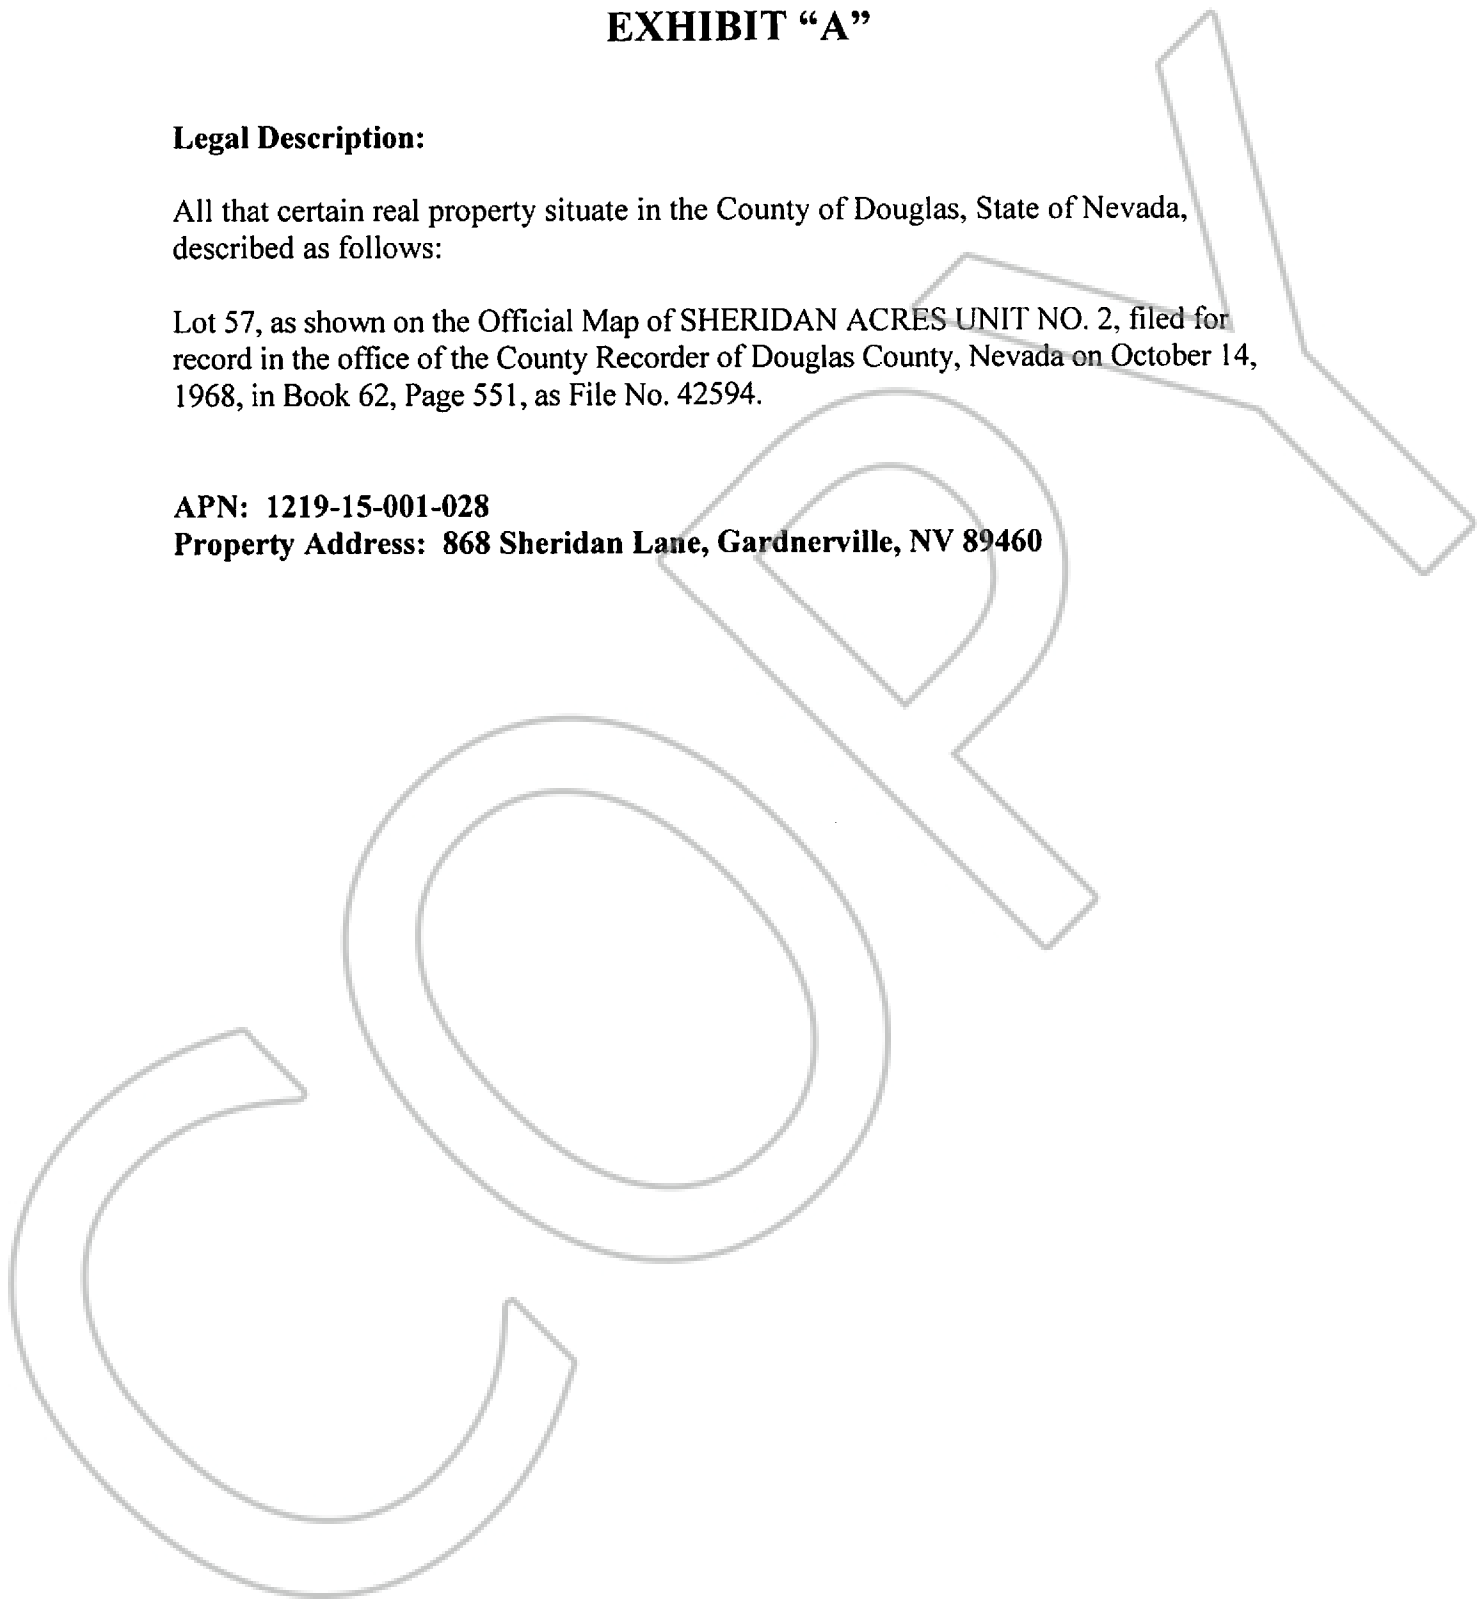 EXHIBIT “A”
Legal Description:
All that certain real property situate in the County of Douglas, State of Nevada,
described as follows:
Lot 57, as shown on the Official Map of SHERIDAN ACRES UNIT NO. 2, filed for
record in the office of the County Recorder of Douglas County, Nevada on October 14,
1968, in Book 62, Page 551, as File No. 42594.
APN: 1219-15-001-028
Property Address: 868 Sheridan Lane, Gardnerville, NV 89460
COPY